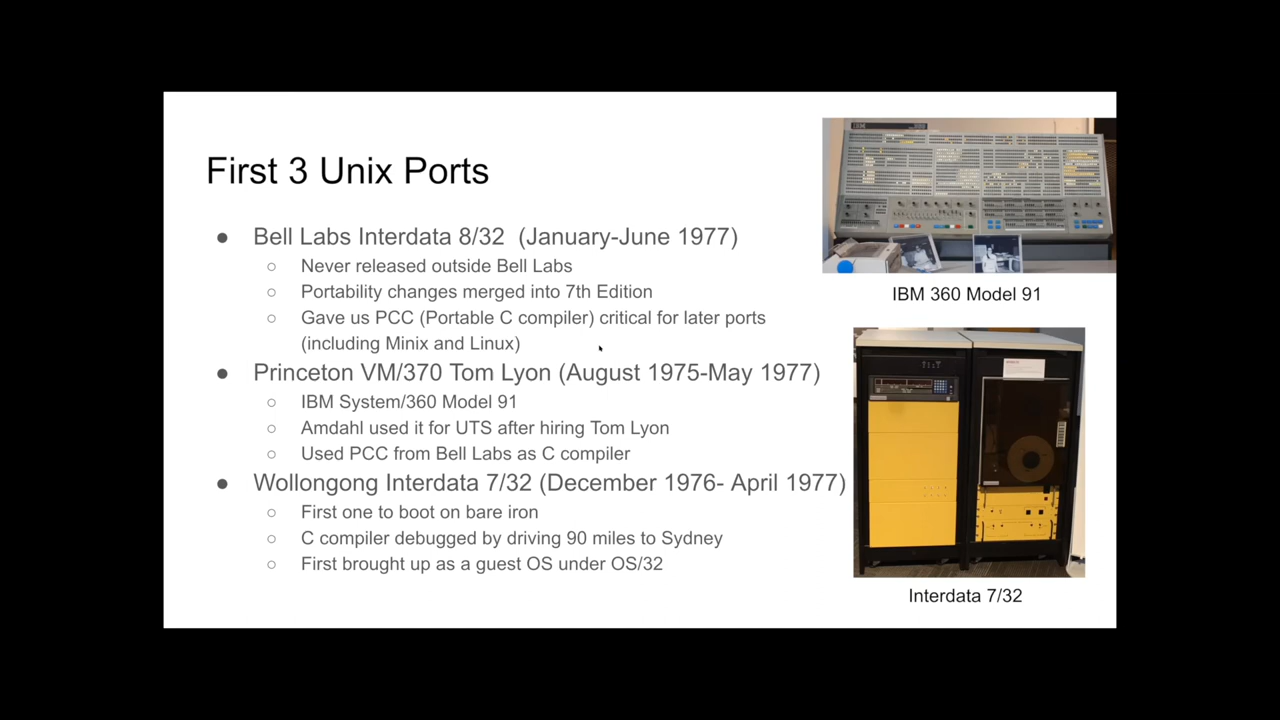 First 3 Unix Ports
● Bell Labs Interdata 8/32 (January-June 1977)
○ Never released outside Bell Labs
○ Portability changes merged into 7th Edition
○ Gave us PCC (Portable C compiler) critical for later ports
(including Minix and Linux)
● Princeton VM/370 Tom Lyon (August 1975-May 1977)
○ IBM System/360 Model 91
○ Amdahl used it for UTS after hiring Tom Lyon
○ Used PCC from Bell Labs as C compiler
● Wollongong Interdata 7/32 (December 1976- April 1977)
○ First one to boot on bare iron
○ C compiler debugged by driving 90 miles to Sydney
○ First brought up as a guest OS under OS/32
IBM
IBM 360 Model 91
Interdata 7/32